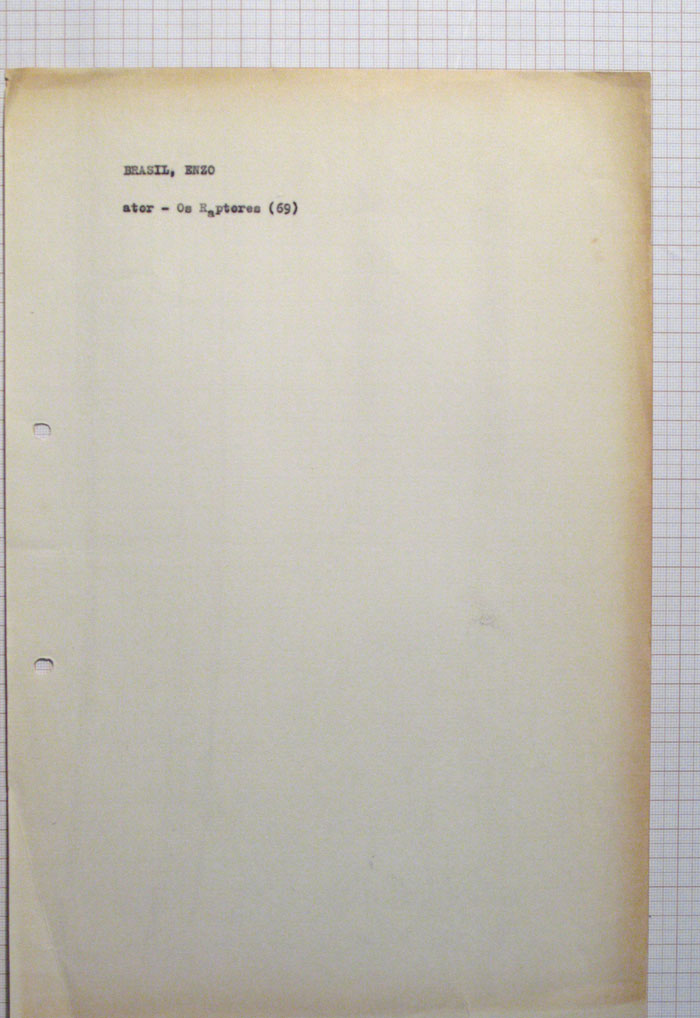 BRASIL, ENZO
ator - Os Raptores (69)